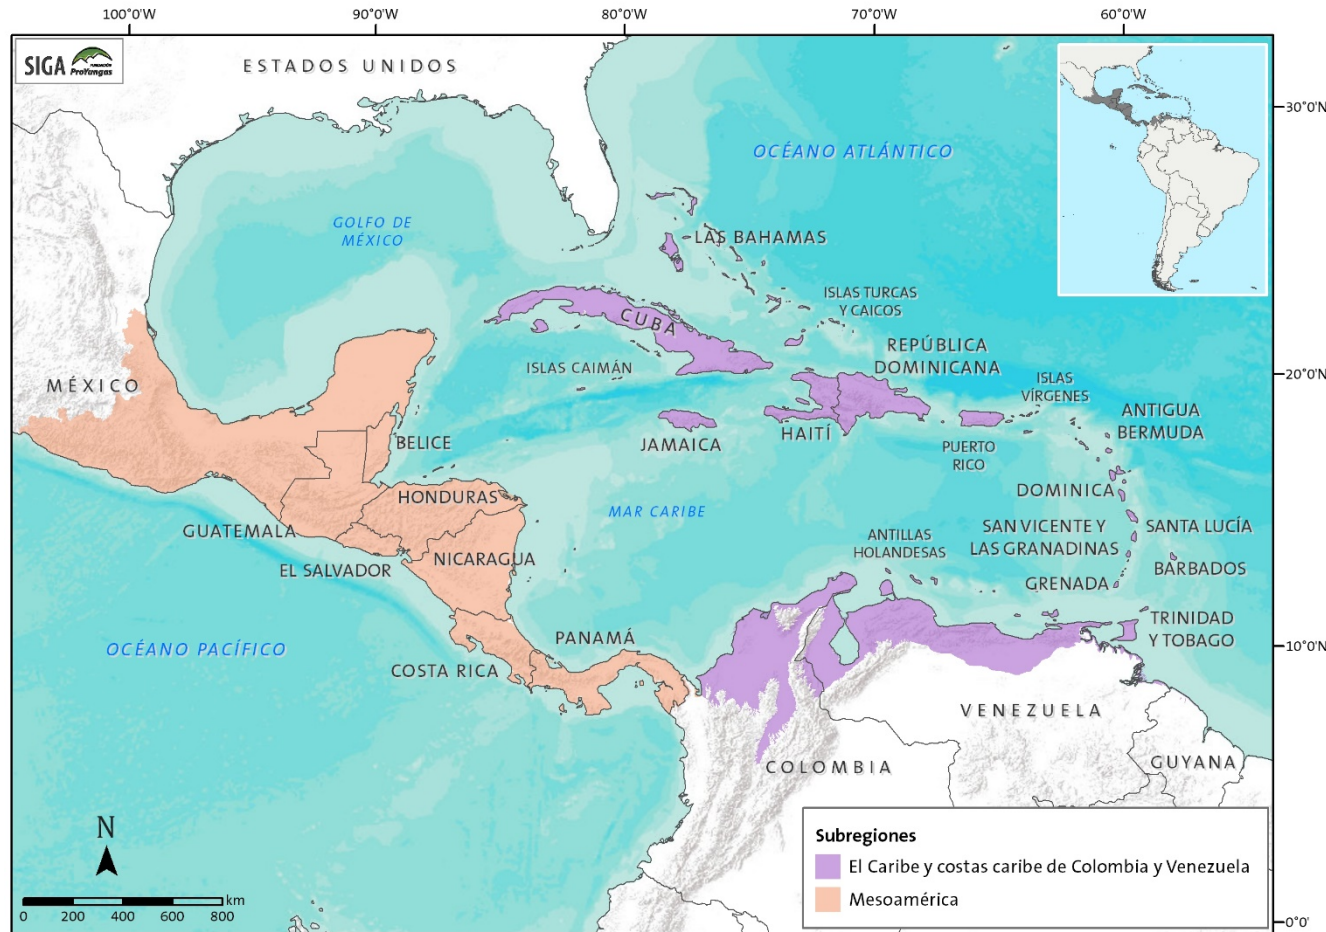 100°0'W
90°0'W
80°0'W
70°0'W
60°0'W
SIGA
FUNDACIÓN
ProYungas
ESTADOS UNIDOS
30°0'N
OCÉANO ATLÁNTICO
GOLFO DE
MÉXICO
LAS BAHAMAS
ISLAS TURCAS
Y CAICOS
CUBA
REPÚBLICA
DOMINICANA
ISLAS CAIMÁN
ISLAS
VÍRGENES
20°0'N
MÉXICO
ANTIGUA
BERMUDA
BELICE
JAMAICA
HAITÍ
PUERTO
RICO
HONDURAS
DOMINICA
MAR CARIBE
GUATEMALA
ANTILLAS
HOLANDESAS
SAN VICENTE Y
LAS GRANADINAS
SANTA LUCÍA
NICARAGUA
EL SALVADOR
GRENADA
BARBADOS
TRINIDAD
Y TOBAGO
PANAMÁ
OCÉANO PACÍFICO
10°0'N
COSTA RICA
VENEZUELA
COLOMBIA
GUYANA
N
Subregiones
El Caribe y costas caribe de Colombia y Venezuela
Mesoamérica
km
0 200 400 600 800
0°0'